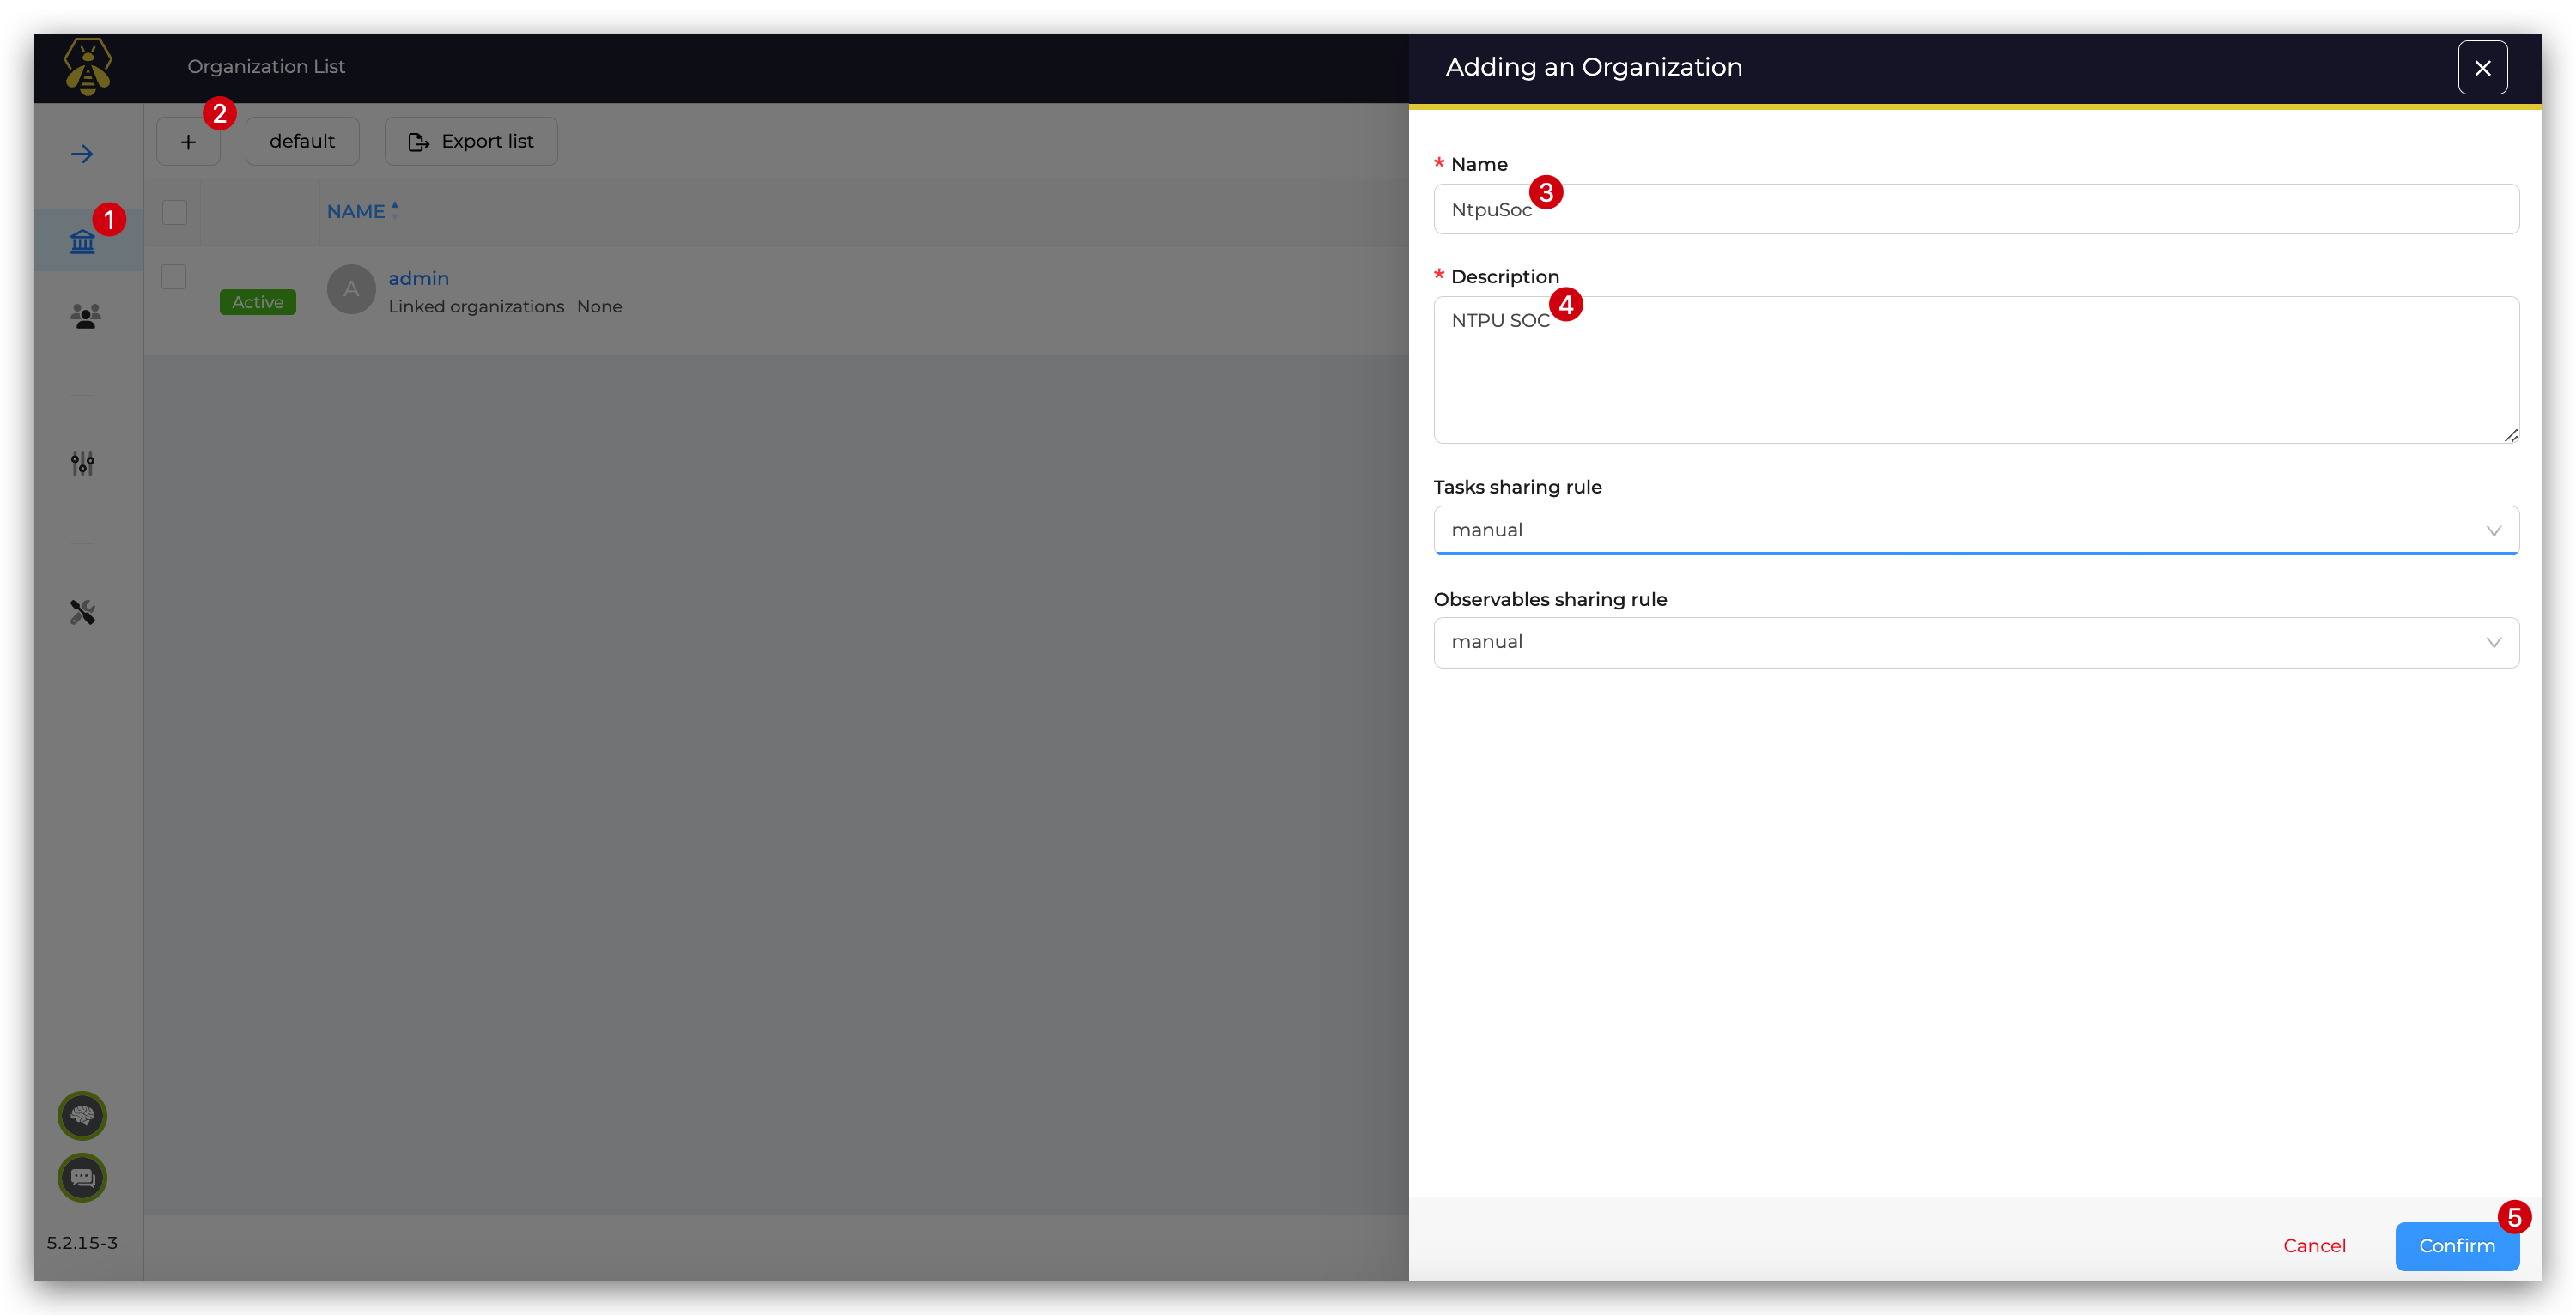 Organization List
Adding an Organization
2
default
Export list
1
NAME
Active
A
admin
Linked organizations None
5.2.15-3
* Name
3
NtpuSoc
* Description
4
NTPU SOC
Tasks sharing rule
manual
Observables sharing rule
manual
5
Cancel
Confirm